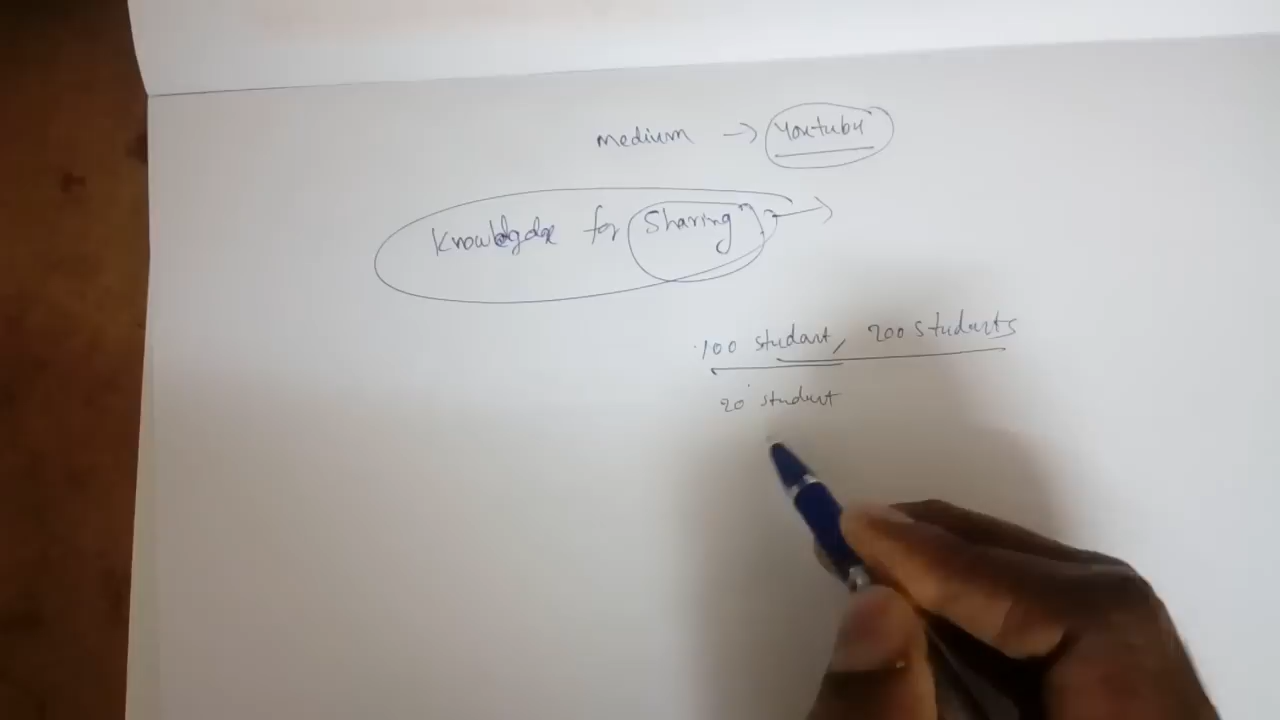 medium → Youtube
Knowledge for Sharing" →
100 student, 200 students
20 student